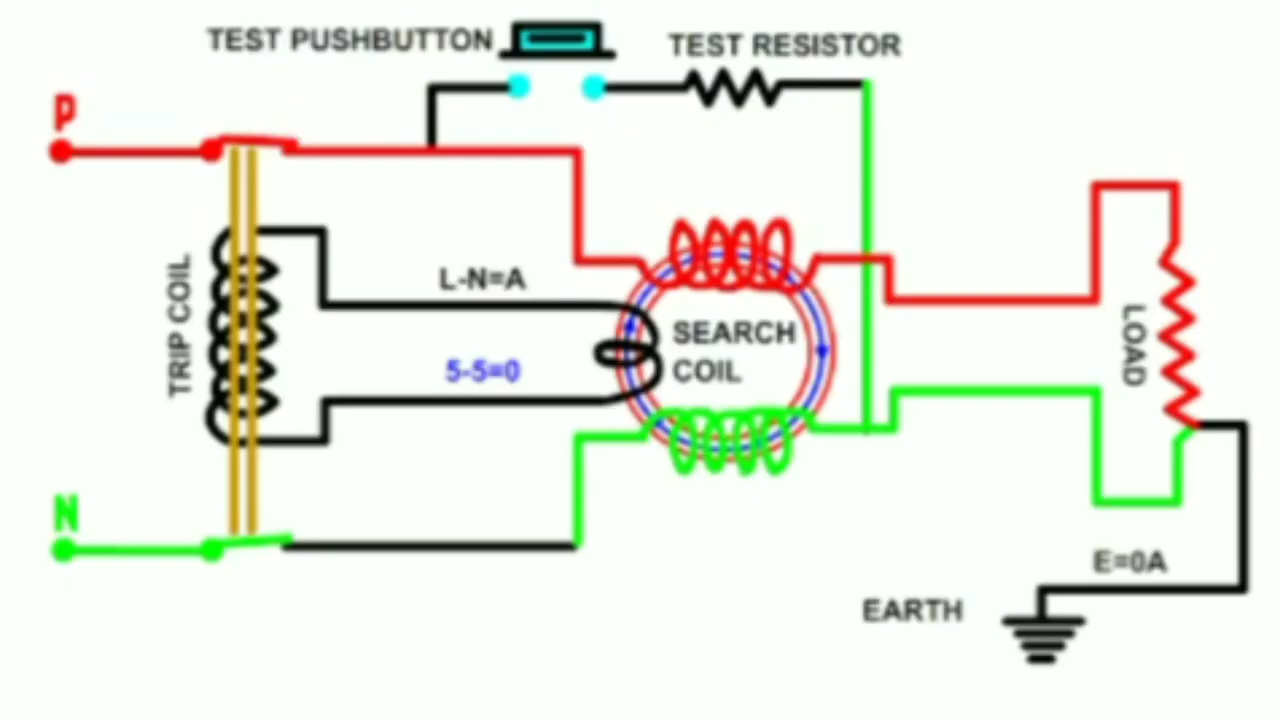 TEST PUSHBUTTON
TEST RESISTOR
P
TRIP COIL
L-N=A
5-5=0
SEARCH
COIL
LOAD
N
E=0A
EARTH